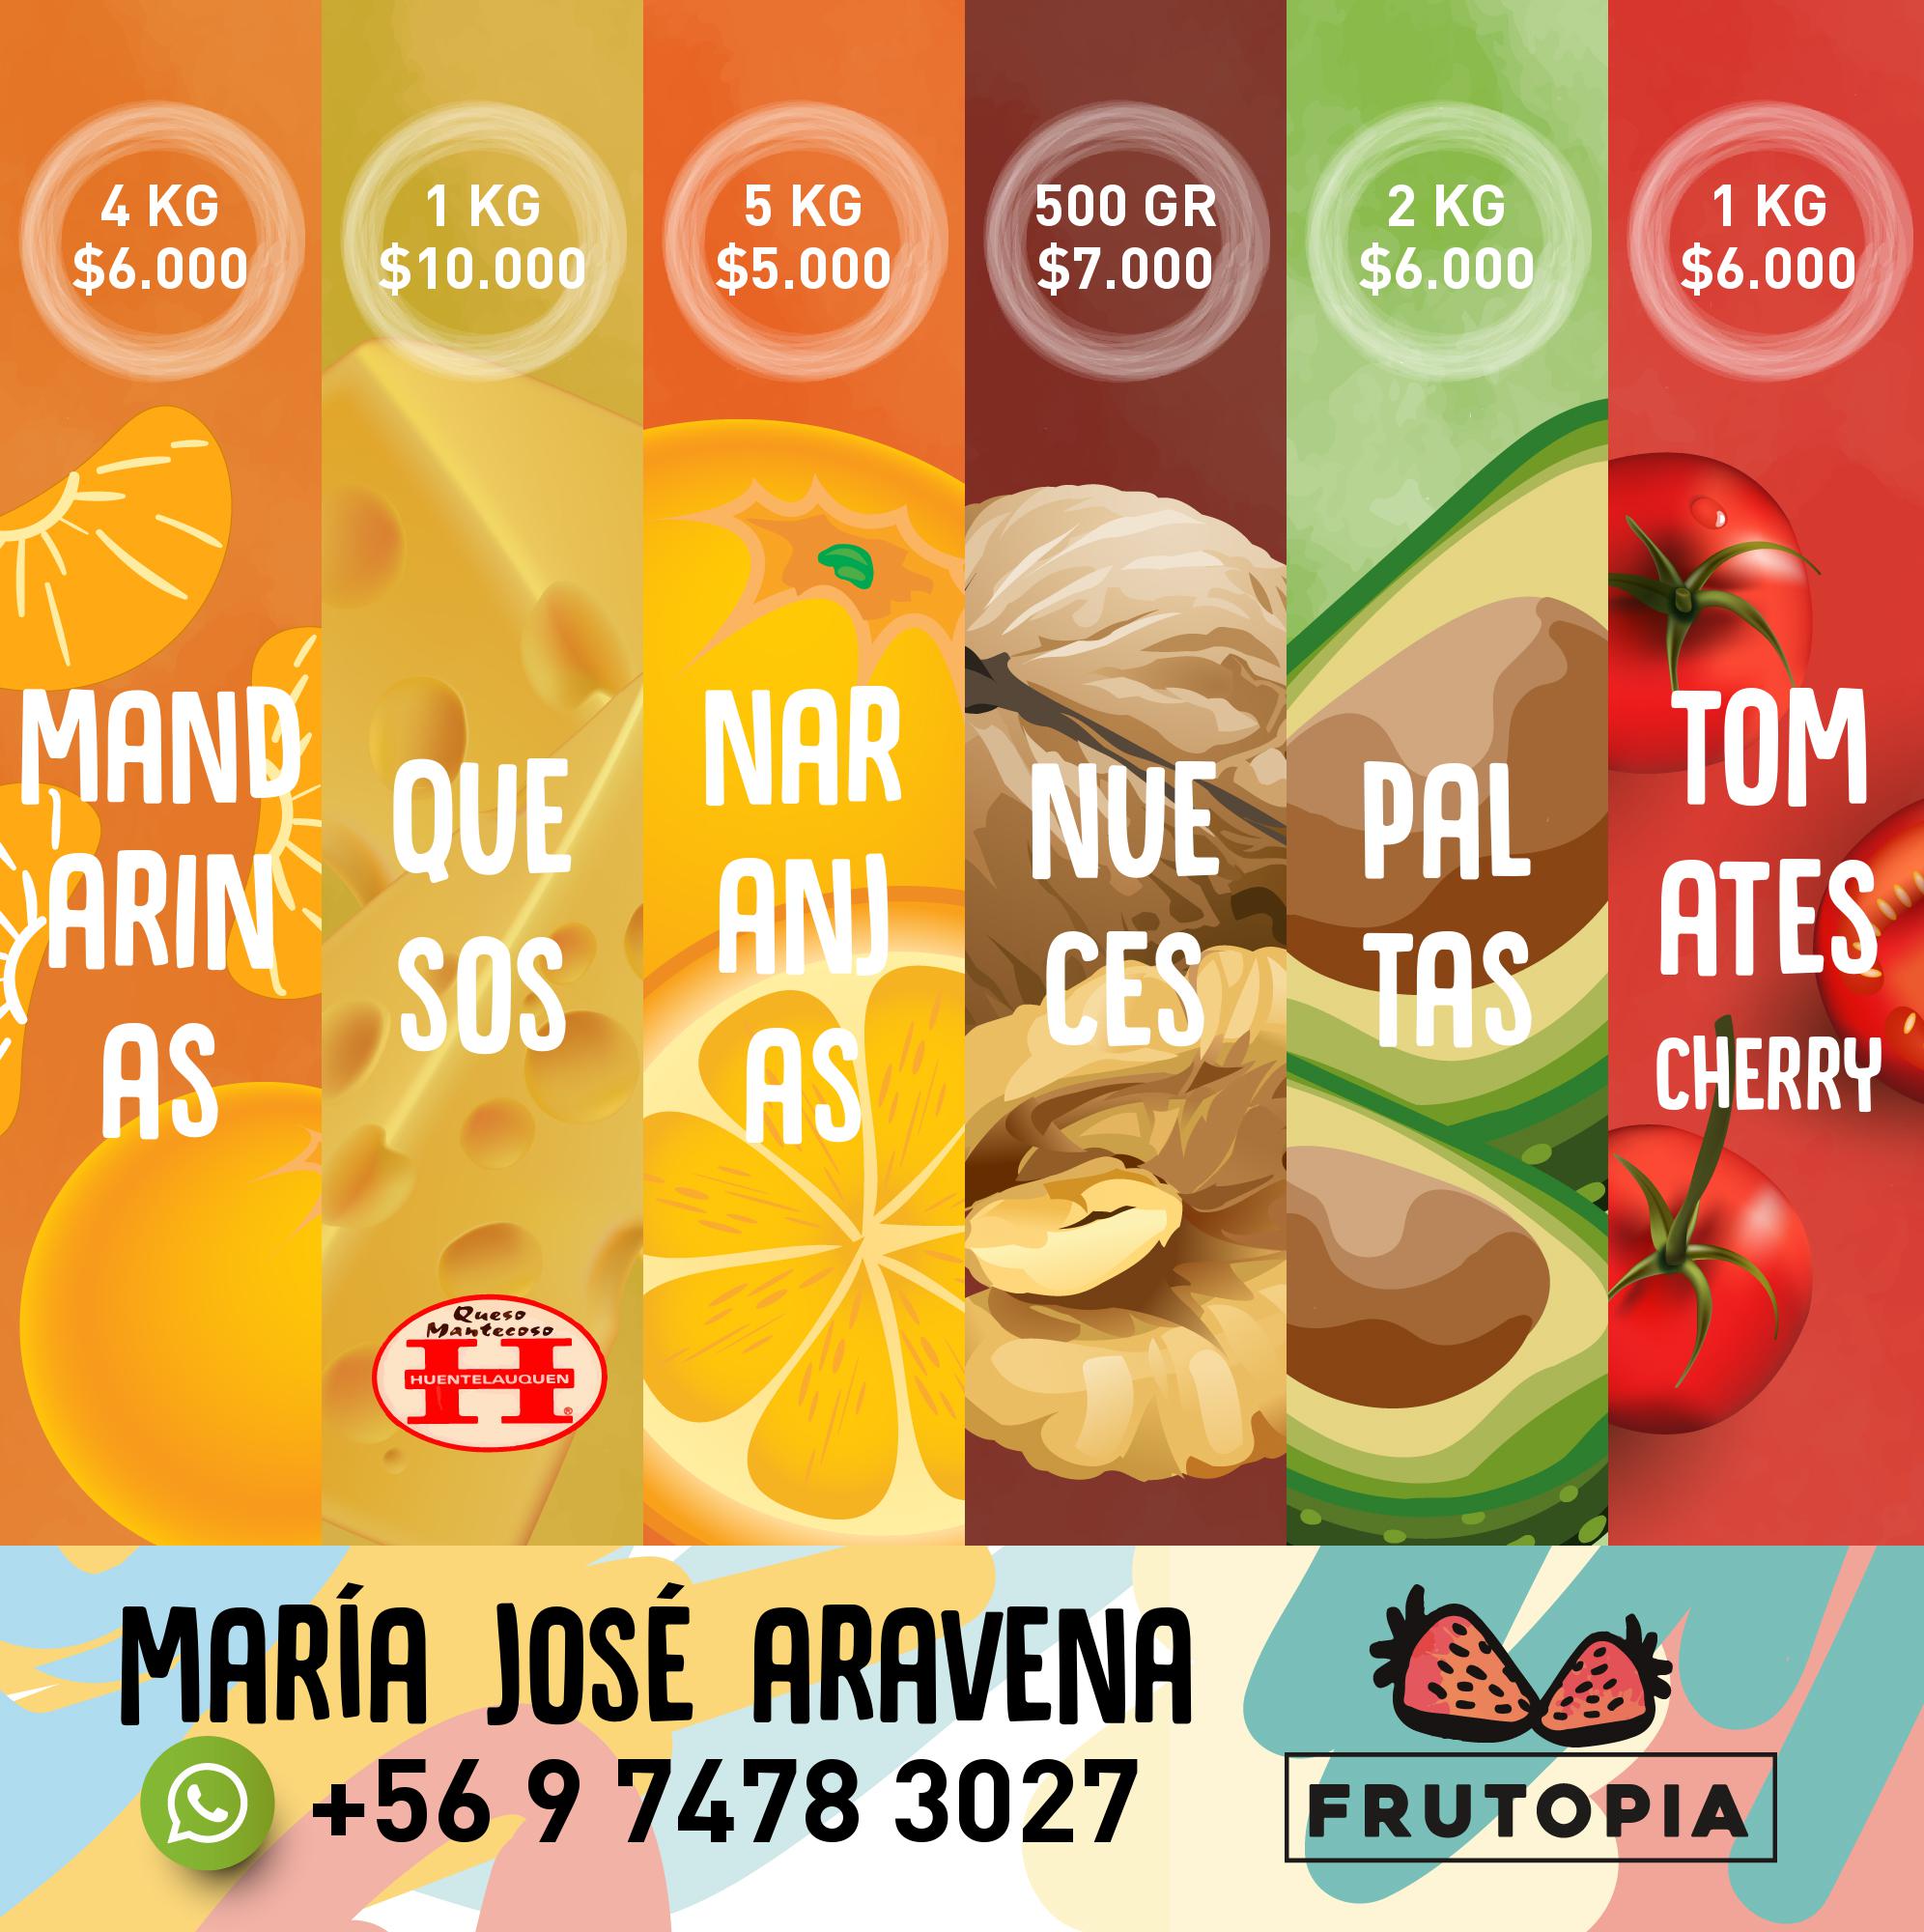 4 KG
$6.000
MAND
ARIN
AS
1 KG
$10.000
QUE
SOS
Queso
Mantecoso
H
HUENTELAUQUEN
®
5 KG
$5.000
NAR
ANJ
AS
500 GR
$7.000
NUE
CES
2 KG
$6.000
PAL
TAS
1 KG
$6.000
TOM
ATES
CHERRY
MARÍA JOSÉ ARAVENA
+56 9 7478 3027
FRUTOPIA